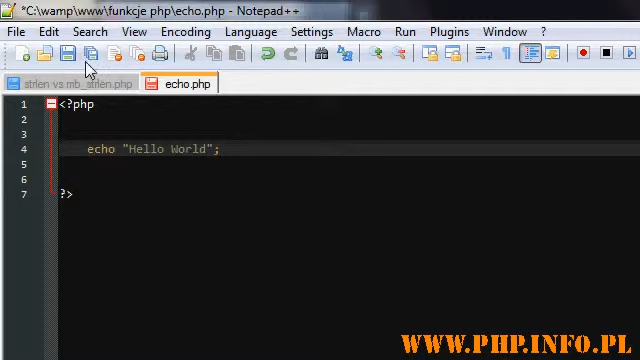 *C:\wamp\www\funkcje php\echo.php - Notepad++
File Edit Search View Encoding Language Settings Macro Run Plugins Window ?
strlen vs mb_strlen.php echo.php
1 <?php
2
3
4 echo "Hello World";
5
6
7 ?>
WWW.PHP.INFO.PL